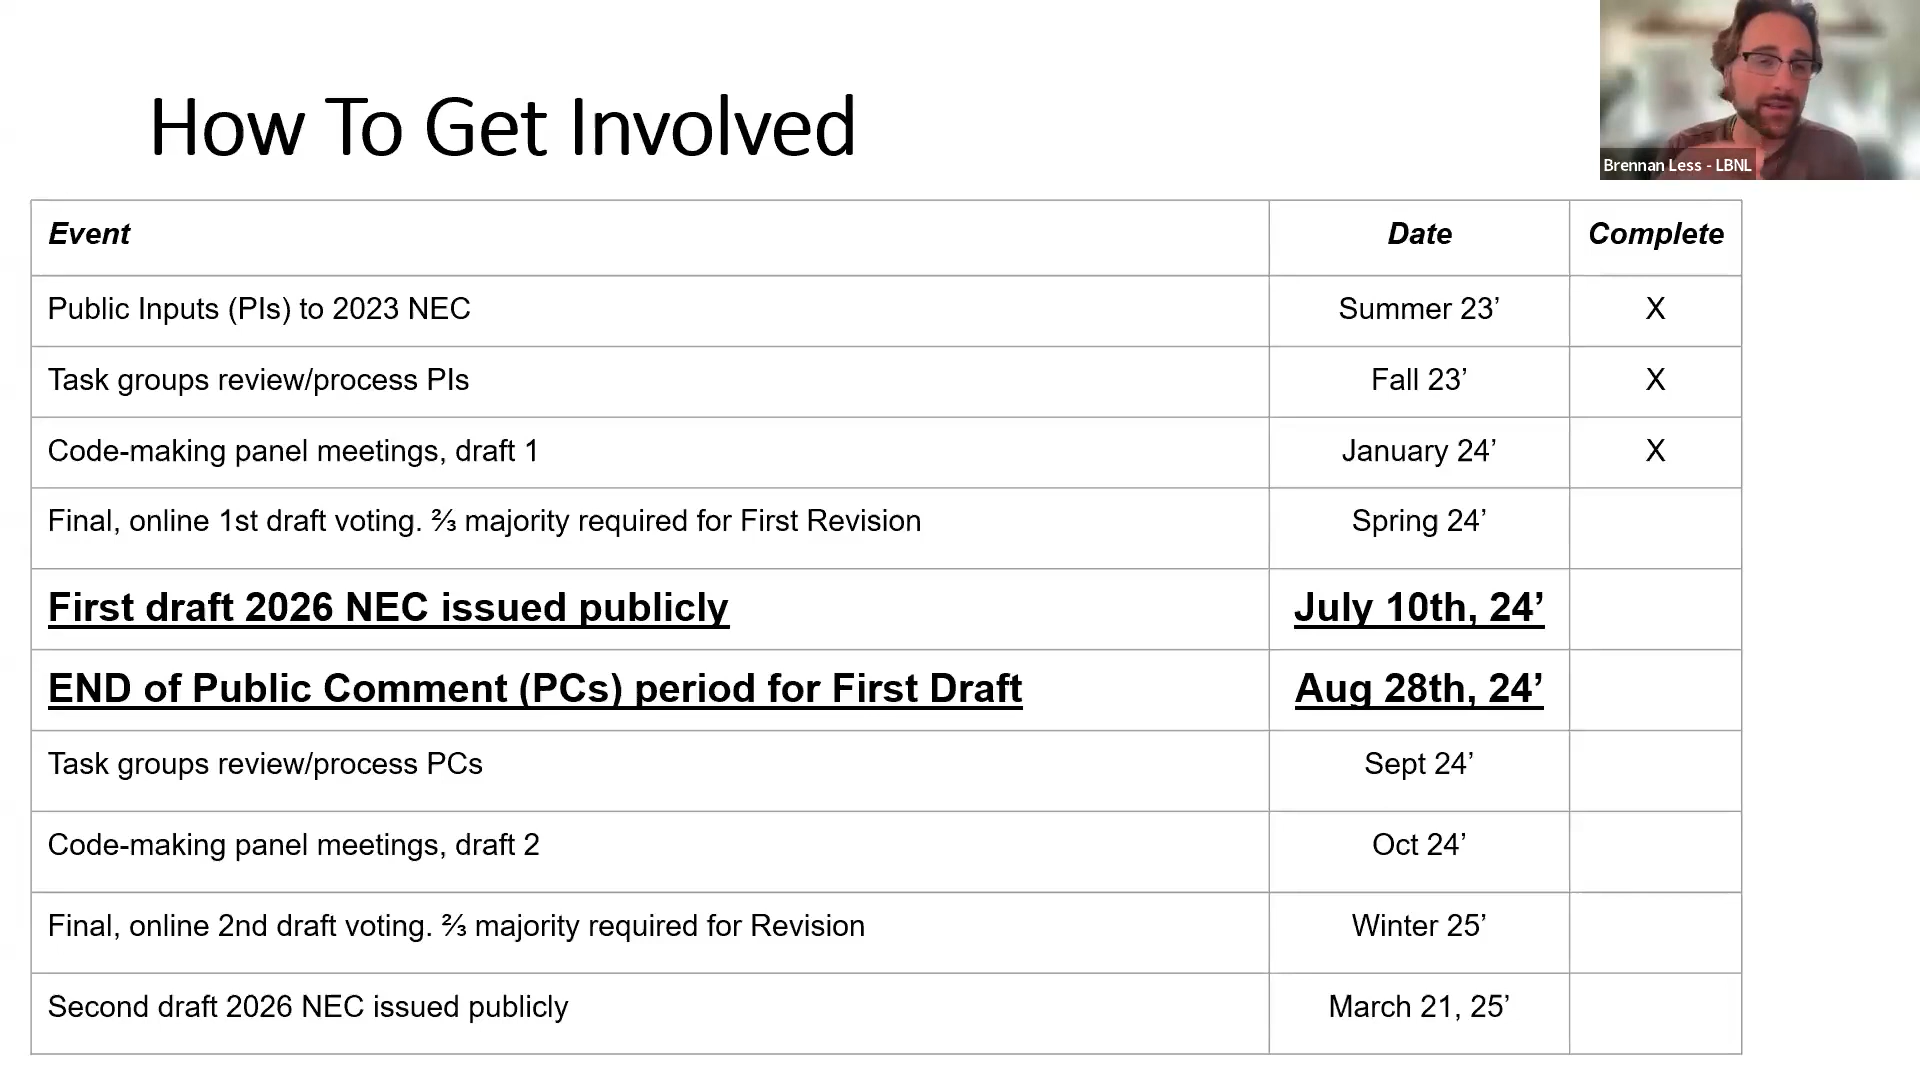 How To Get Involved
Brennan Less - LBNL
Event Date Complete
Public Inputs (PIs) to 2023 NEC Summer 23’ X
Task groups review/process PIs Fall 23’ X
Code-making panel meetings, draft 1 January 24’ X
Final, online 1st draft voting. ⅔ majority required for First Revision Spring 24’
First draft 2026 NEC issued publicly July 10th, 24’
END of Public Comment (PCs) period for First Draft Aug 28th, 24’
Task groups review/process PCs Sept 24’
Code-making panel meetings, draft 2 Oct 24’
Final, online 2nd draft voting. ⅔ majority required for Revision Winter 25’
Second draft 2026 NEC issued publicly March 21, 25’